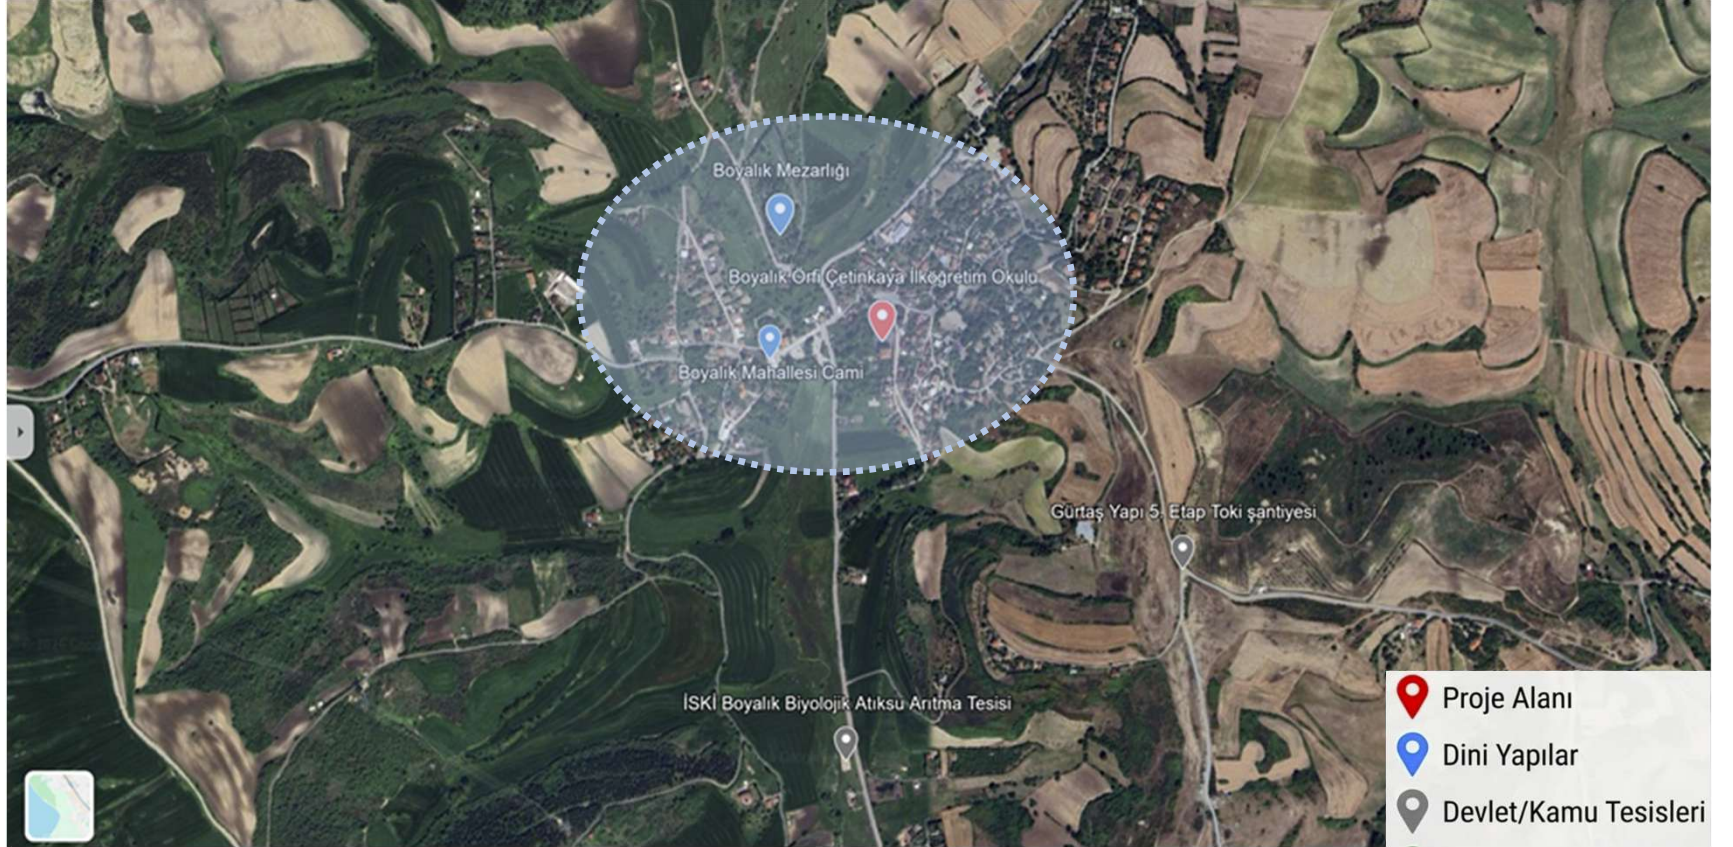 Boyalık Mezarlığı
Boyalık Örfi Çetinkaya İlköğretim Okulu
Boyalık Mahallesi Cami
Gürtaş Yapı 5. Etap Toki şantiyesi
İSKİ Boyalık Biyolojik Atıksu Arıtma Tesisi
Proje Alanı
Dini Yapılar
Devlet/Kamu Tesisleri